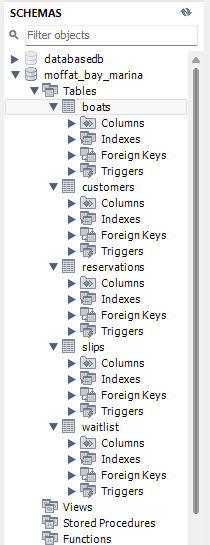 SCHEMAS
Filter objects
databasedb
moffat_bay_marina
Tables
boats
Columns
Indexes
Foreign Keys
Triggers
customers
Columns
Indexes
Foreign Keys
Triggers
reservations
Columns
Indexes
Foreign Keys
Triggers
slips
Columns
Indexes
Foreign Keys
Triggers
waitlist
Columns
Indexes
Foreign Keys
Triggers
Views
Stored Procedures
Functions